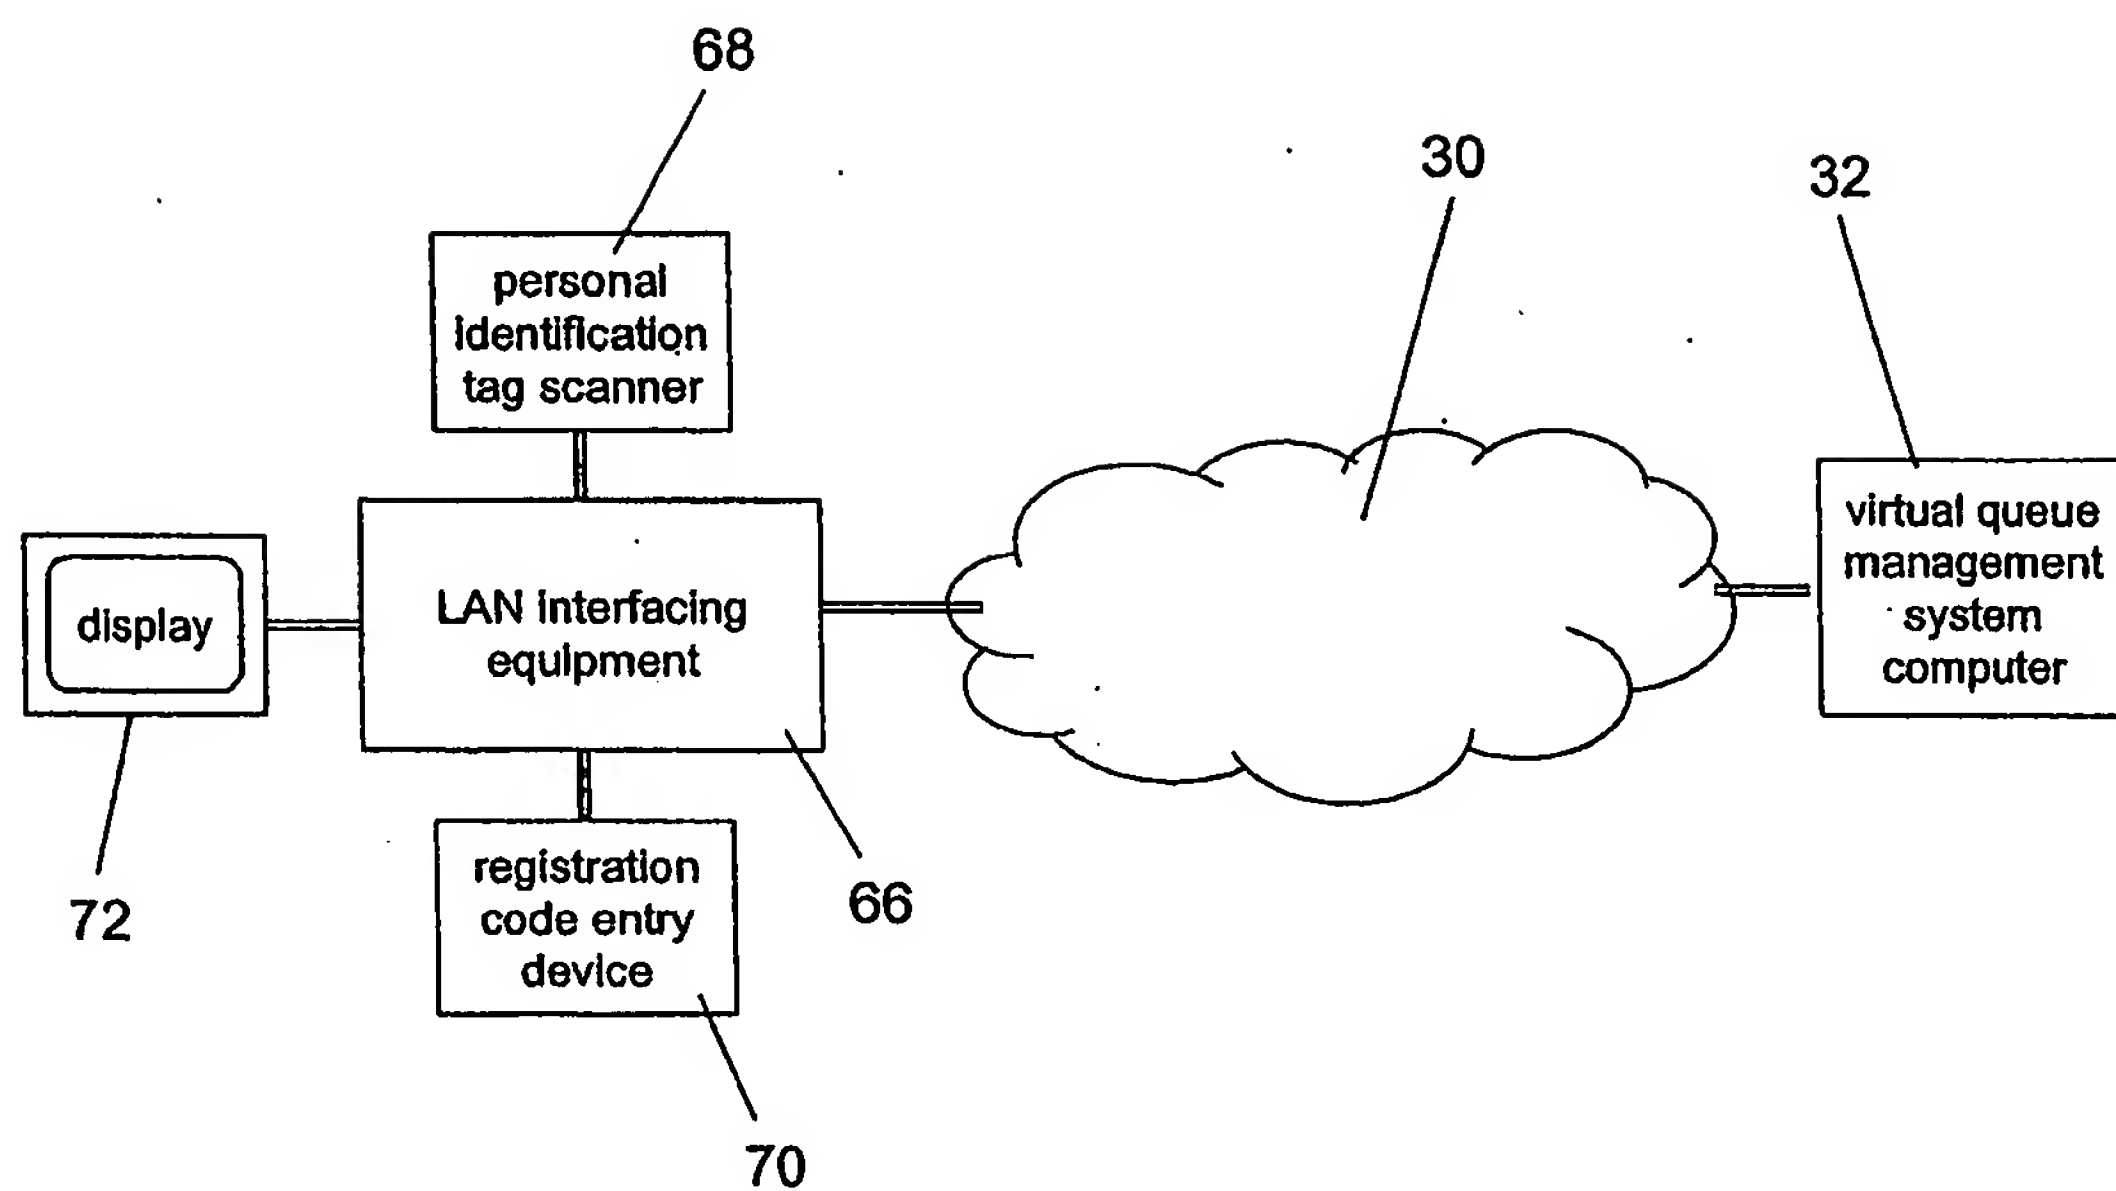 68
30
32
personal
identification
tag scanner
virtual queue
management
system
computer
display
LAN interfacing
equipment
registration
code entry
device
72
66
70